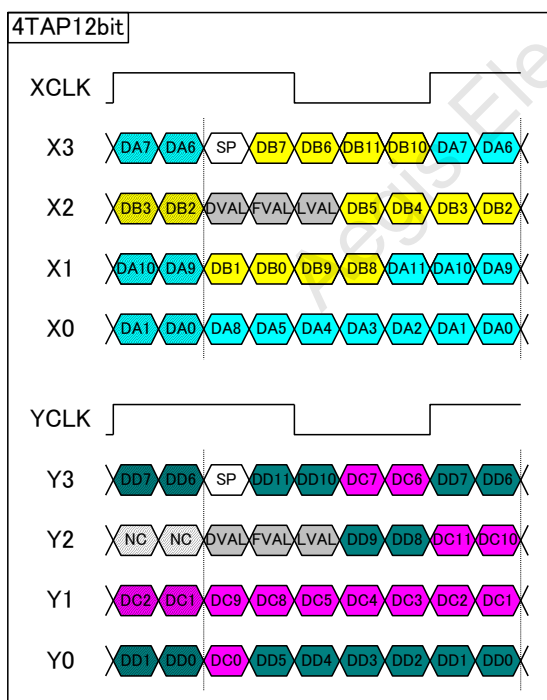 4TAP12bit
XCLK
X3 DA7 DA6 SP DB7 DB6 DB11 DB10 DA7 DA6
X2 DB3 DB2 DVAL FVAL LVAL DB5 DB4 DB3 DB2
X1 DA10 DA9 DB1 DB0 DB9 DB8 DA11 DA10 DA9
X0 DA1 DA0 DA8 DA5 DA4 DA3 DA2 DA1 DA0
YCLK
Y3 DD7 DD6 SP DD11 DD10 DC7 DC6 DD7 DD6
Y2 NC NC DVAL FVAL LVAL DD9 DD8 DC11 DC10
Y1 DC2 DC1 DC9 DC8 DC5 DC4 DC3 DC2 DC1
Y0 DD1 DD0 DC0 DD5 DD4 DD3 DD2 DD1 DD0
Aegis